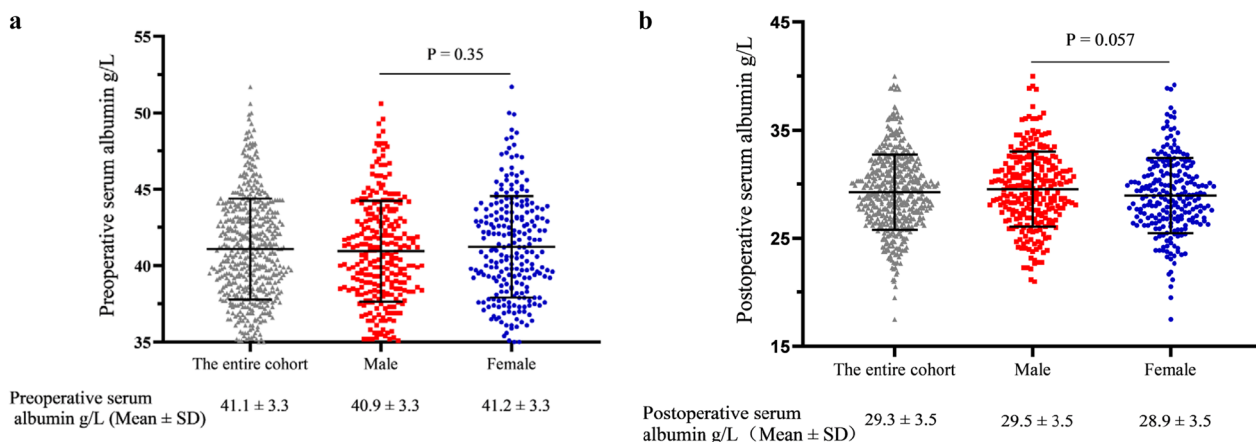 a
Preoperative serum albumin g/L
55
50
45
40
35
P = 0.35
The entire cohort Male Female
Preoperative serum
albumin g/L (Mean ± SD)
41.1 ± 3.3 40.9 ± 3.3 41.2 ± 3.3
b
Postoperative serum albumin g/L
45
35
25
15
P = 0.057
The entire cohort Male Female
Postoperative serum
albumin g/L（Mean ± SD）
29.3 ± 3.5 29.5 ± 3.5 28.9 ± 3.5